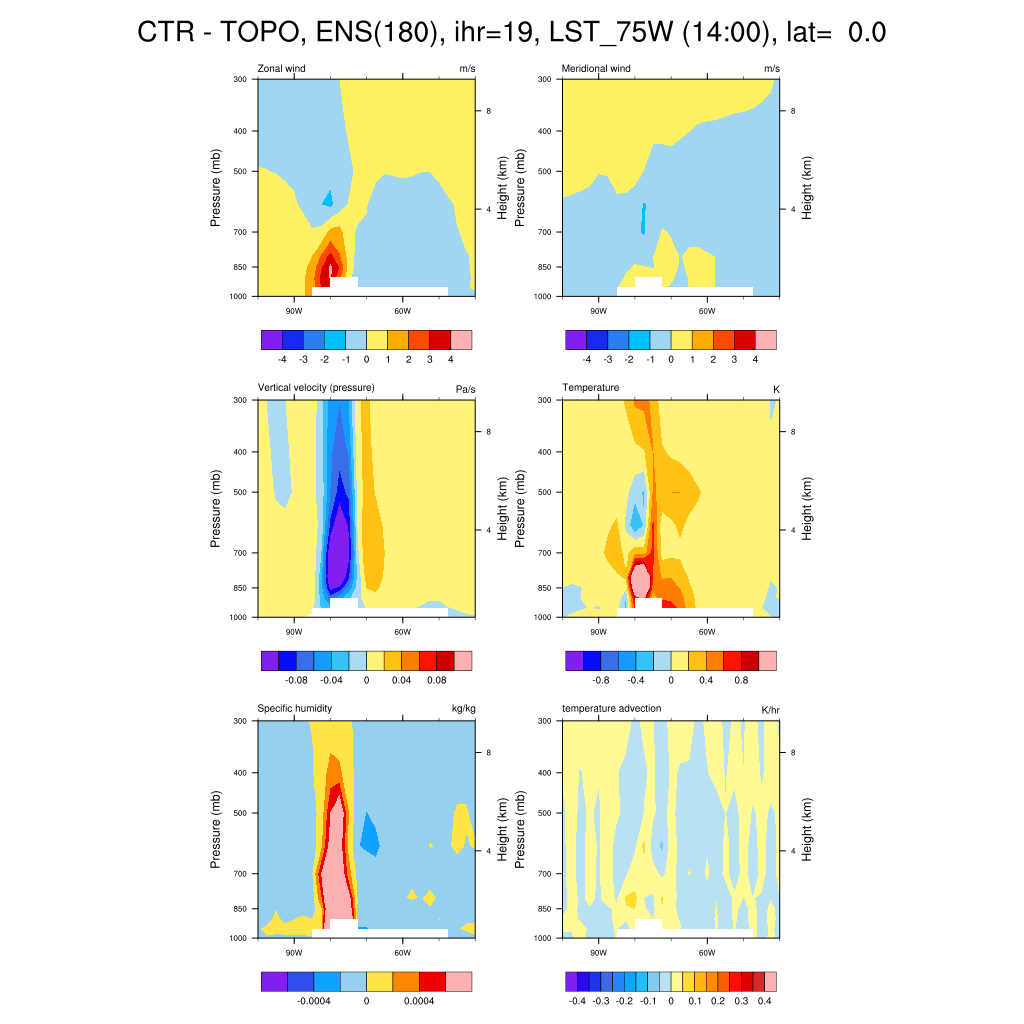 CTR - TOPO, ENS(180), ihr=19, LST_75W (14:00), lat= 0.0
Zonal wind m/s
Pressure (mb)
300
400
500
700
850
1000
90W 60W
8
4
Height (km)
-4 -3 -2 -1 0 1 2 3 4
Meridional wind m/s
Pressure (mb)
300
400
500
700
850
1000
90W 60W
8
4
Height (km)
-4 -3 -2 -1 0 1 2 3 4
Vertical velocity (pressure) Pa/s
Pressure (mb)
300
400
500
700
850
1000
90W 60W
8
4
Height (km)
-0.08 -0.04 0 0.04 0.08
Temperature K
Pressure (mb)
300
400
500
700
850
1000
90W 60W
8
4
Height (km)
-0.8 -0.4 0 0.4 0.8
Specific humidity kg/kg
Pressure (mb)
300
400
500
700
850
1000
90W 60W
8
4
Height (km)
-0.0004 0 0.0004
temperature advection K/hr
Pressure (mb)
300
400
500
700
850
1000
90W 60W
8
4
Height (km)
-0.4 -0.3 -0.2 -0.1 0 0.1 0.2 0.3 0.4